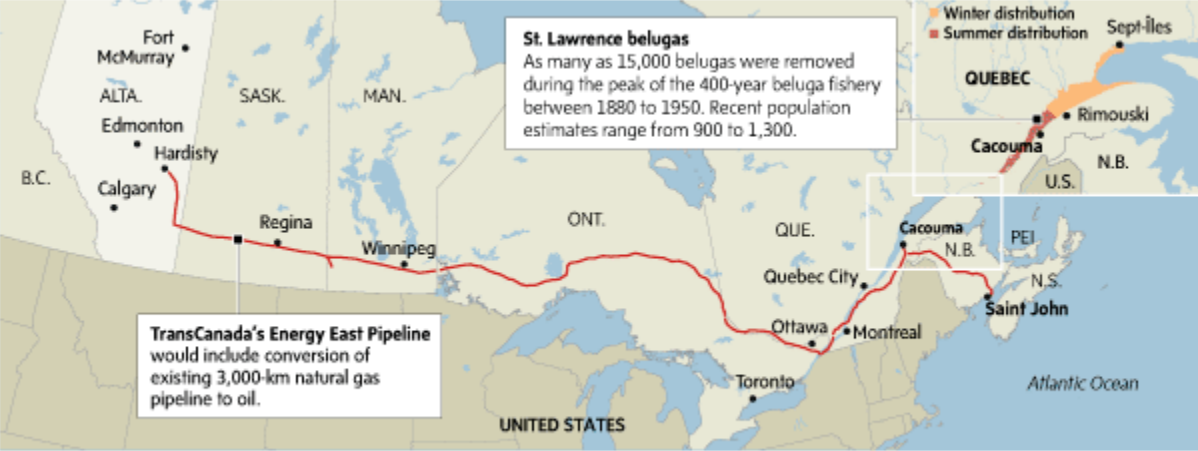 Fort
McMurray
ALTA.
SASK.
MAN.
Edmonton
Hardisty
B.C.
Calgary
Regina
Winnipeg
ONT.
QUE.
St. Lawrence belugas
As many as 15,000 belugas were removed
during the peak of the 400-year beluga fishery
between 1880 to 1950. Recent population
estimates range from 900 to 1,300.
Winter distribution
Summer distribution
Sept-Îles
QUEBEC
Rimouski
Cacouma
N.B.
U.S.
Cacouma
N.B.
PEI
N.S.
Quebec City
Saint John
Ottawa
Montreal
Toronto
TransCanada's Energy East Pipeline
would include conversion of
existing 3,000-km natural gas
pipeline to oil.
Atlantic Ocean
UNITED STATES